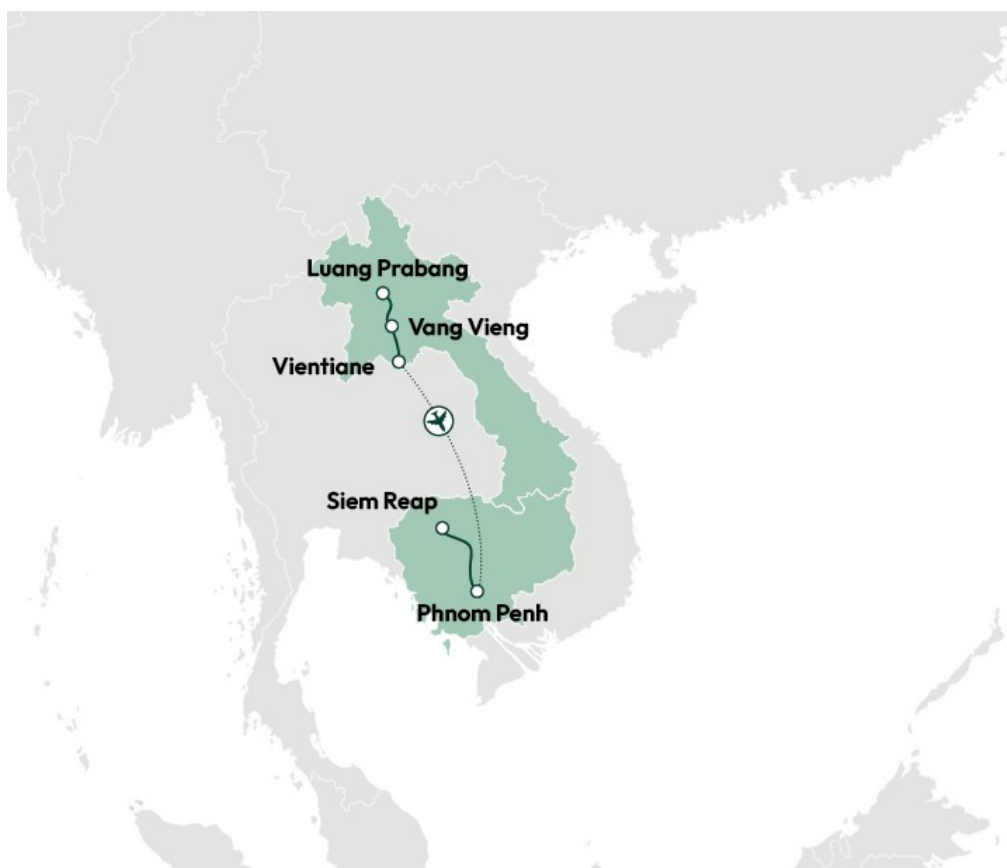 Luang Prabang
Vang Vieng
Vientiane
Siem Reap
Phnom Penh